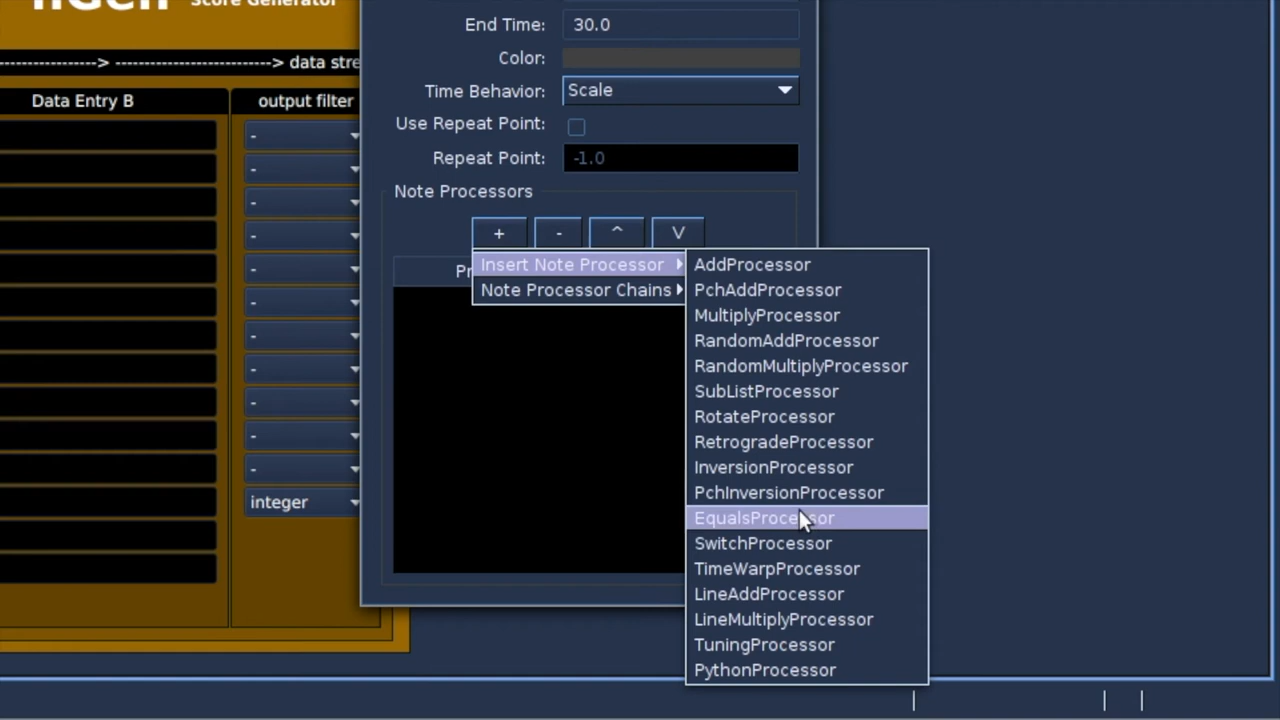 Score Generator
End Time: 30.0
Color:
----------------> --------------------------> data stre
Time Behavior: Scale
Data Entry B
output filter
Use Repeat Point:
Repeat Point: -1.0
-
-
-
-
-
-
-
-
-
-
-
integer
Note Processors
+ - ^ V
Pr
Insert Note Processor
Note Processor Chains
AddProcessor
PchAddProcessor
MultiplyProcessor
RandomAddProcessor
RandomMultiplyProcessor
SubListProcessor
RotateProcessor
RetrogradeProcessor
InversionProcessor
PchInversionProcessor
EqualsProcessor
SwitchProcessor
TimeWarpProcessor
LineAddProcessor
LineMultiplyProcessor
TuningProcessor
PythonProcessor